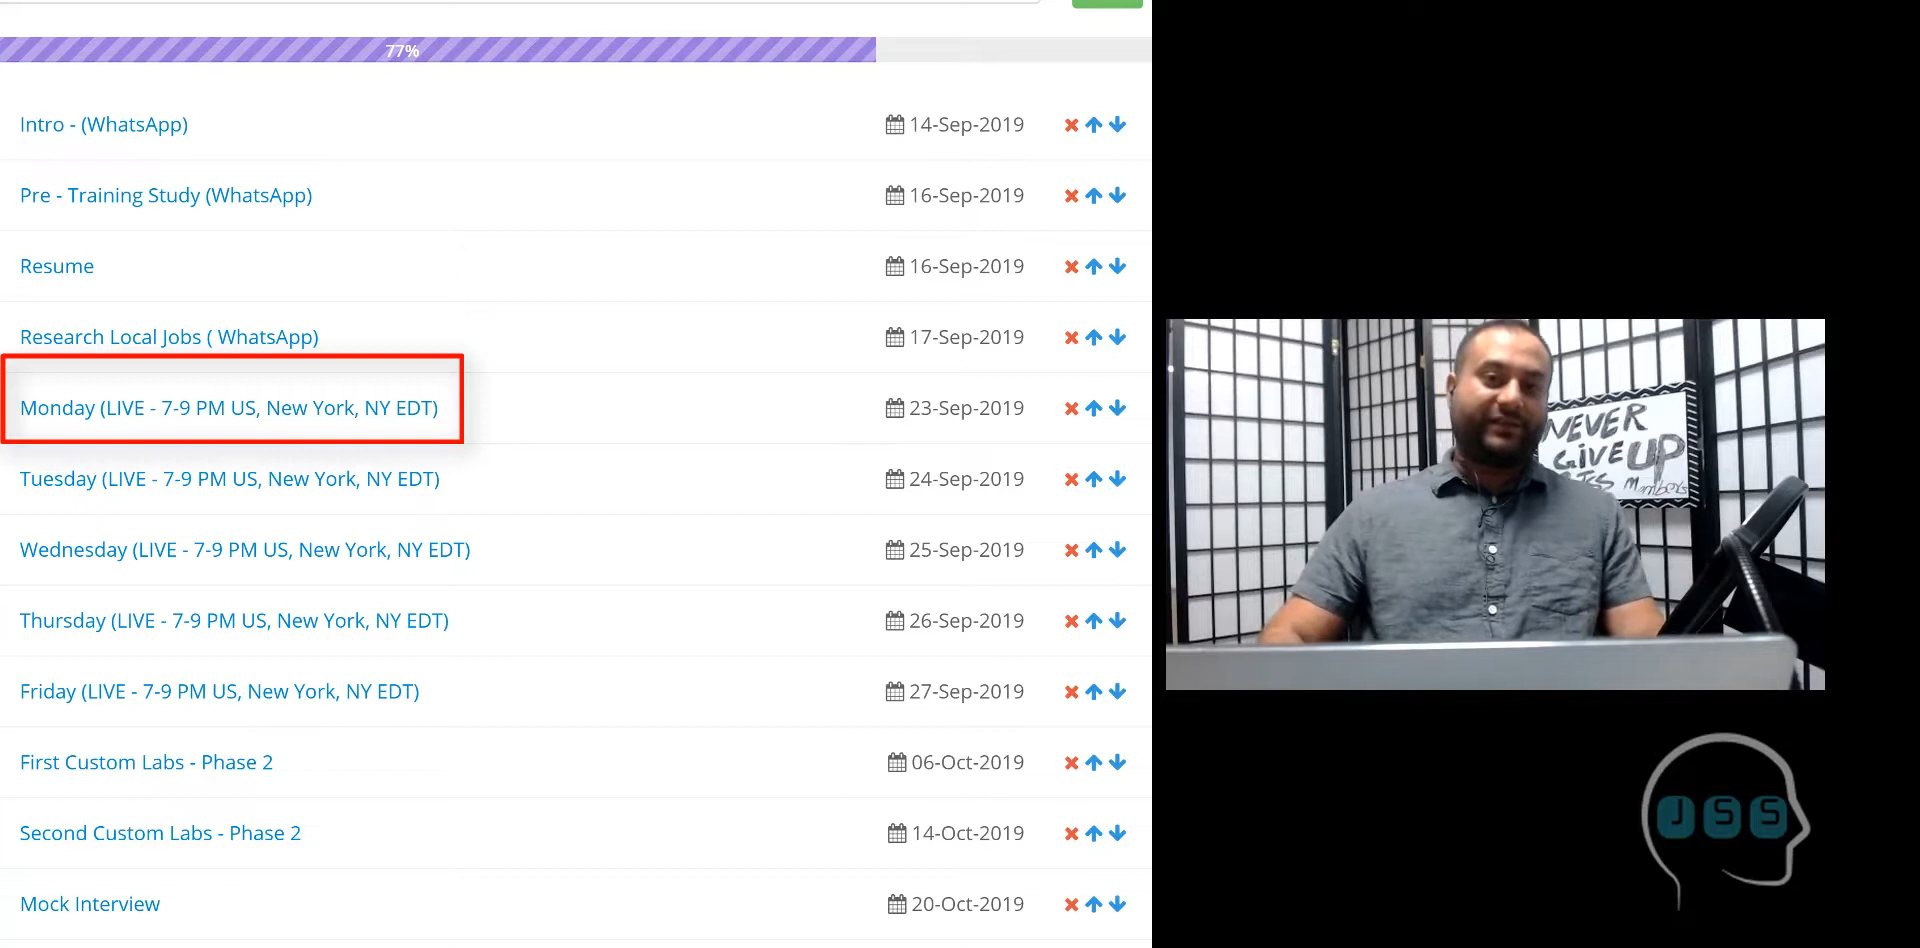 77%
Intro - (WhatsApp) 14-Sep-2019
Pre - Training Study (WhatsApp) 16-Sep-2019
Resume 16-Sep-2019
Research Local Jobs ( WhatsApp) 17-Sep-2019
Monday (LIVE - 7-9 PM US, New York, NY EDT) 23-Sep-2019
Tuesday (LIVE - 7-9 PM US, New York, NY EDT) 24-Sep-2019
Wednesday (LIVE - 7-9 PM US, New York, NY EDT) 25-Sep-2019
Thursday (LIVE - 7-9 PM US, New York, NY EDT) 26-Sep-2019
Friday (LIVE - 7-9 PM US, New York, NY EDT) 27-Sep-2019
First Custom Labs - Phase 2 06-Oct-2019
Second Custom Labs - Phase 2 14-Oct-2019
Mock Interview 20-Oct-2019
NEVER
GIVE UP
Members
JSS